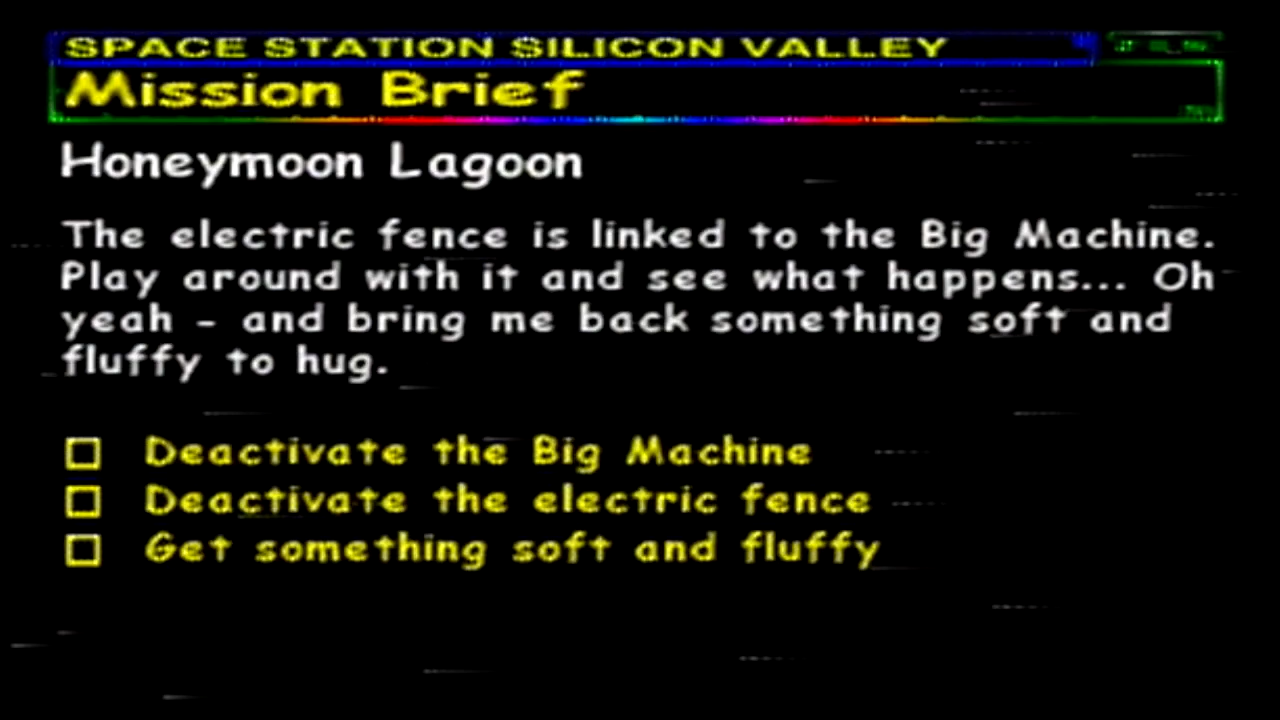 SPACE STATION SILICON VALLEY
Mission Brief
Honeymoon Lagoon
The electric fence is linked to the Big Machine.
Play around with it and see what happens... Oh
yeah - and bring me back something soft and
fluffy to hug.
Deactivate the Big Machine
Deactivate the electric fence
Get something soft and fluffy